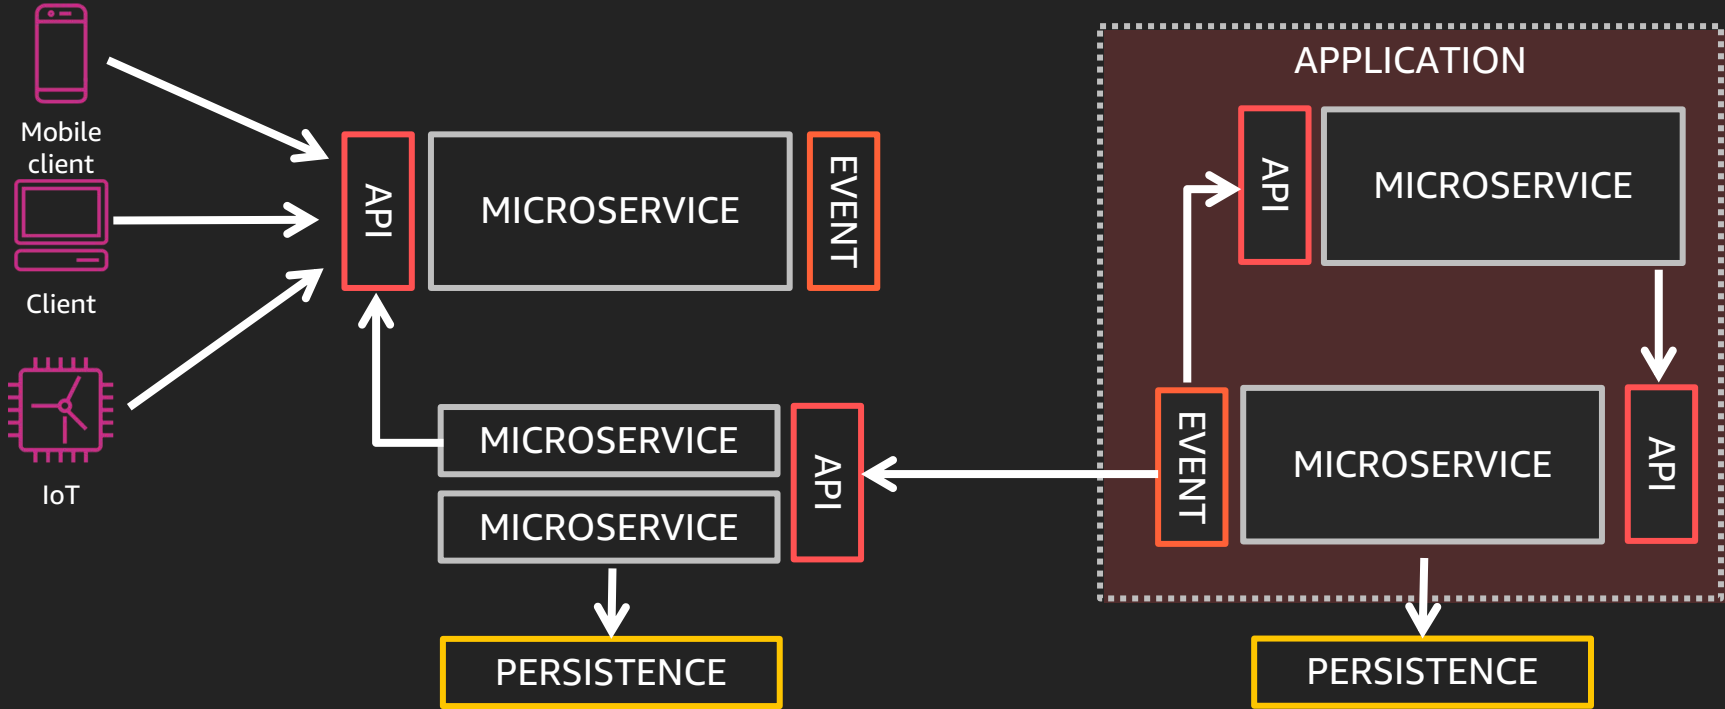 Mobile
client
Client
IoT
API
MICROSERVICE
EVENT
MICROSERVICE
MICROSERVICE
API
PERSISTENCE
APPLICATION
API
MICROSERVICE
EVENT
MICROSERVICE
API
PERSISTENCE